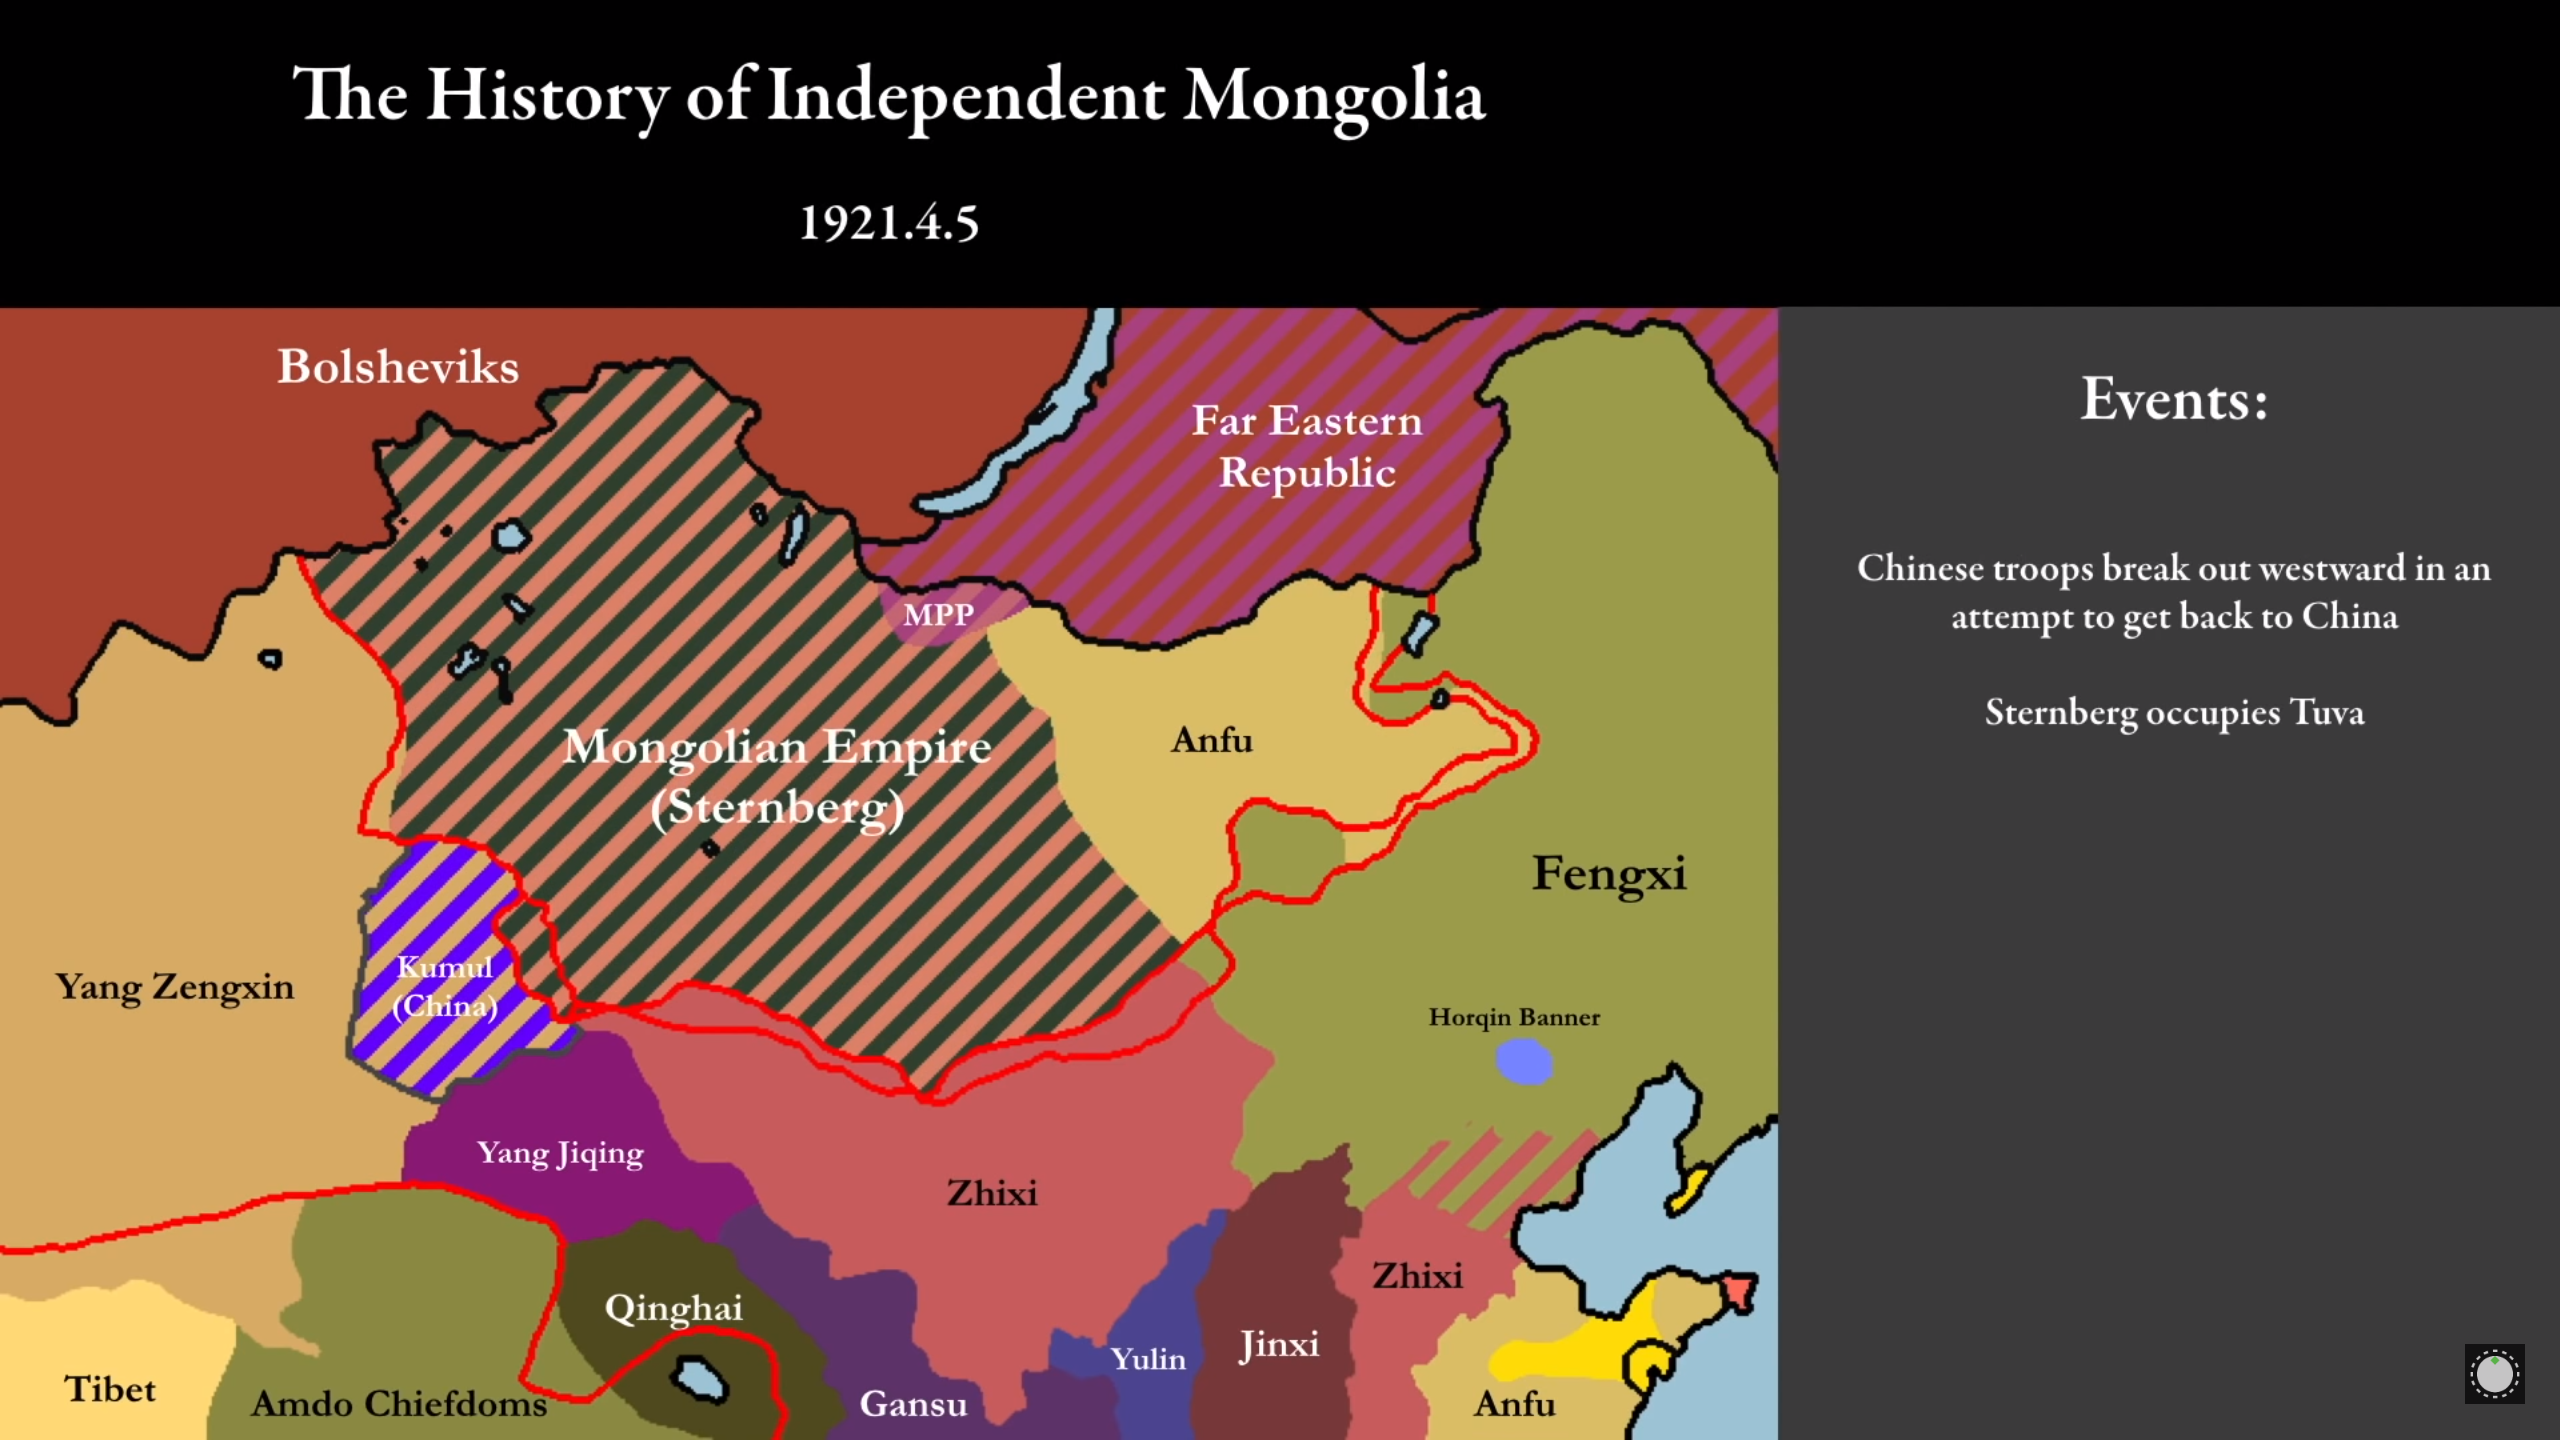 The History of Independent Mongolia
1921.4.5
Bolsheviks
Far Eastern
Republic
MPP
Anfu
Mongolian Empire
(Sternberg)
Fengxi
Kumul
(China)
Yang Zengxin
Horqin Banner
Yang Jiqing
Zhixi
Zhixi
Qinghai
Jinxi
Yulin
Tibet
Amdo Chiefdoms
Gansu
Anfu
Events:
Chinese troops break out westward in an
attempt to get back to China
Sternberg occupies Tuva